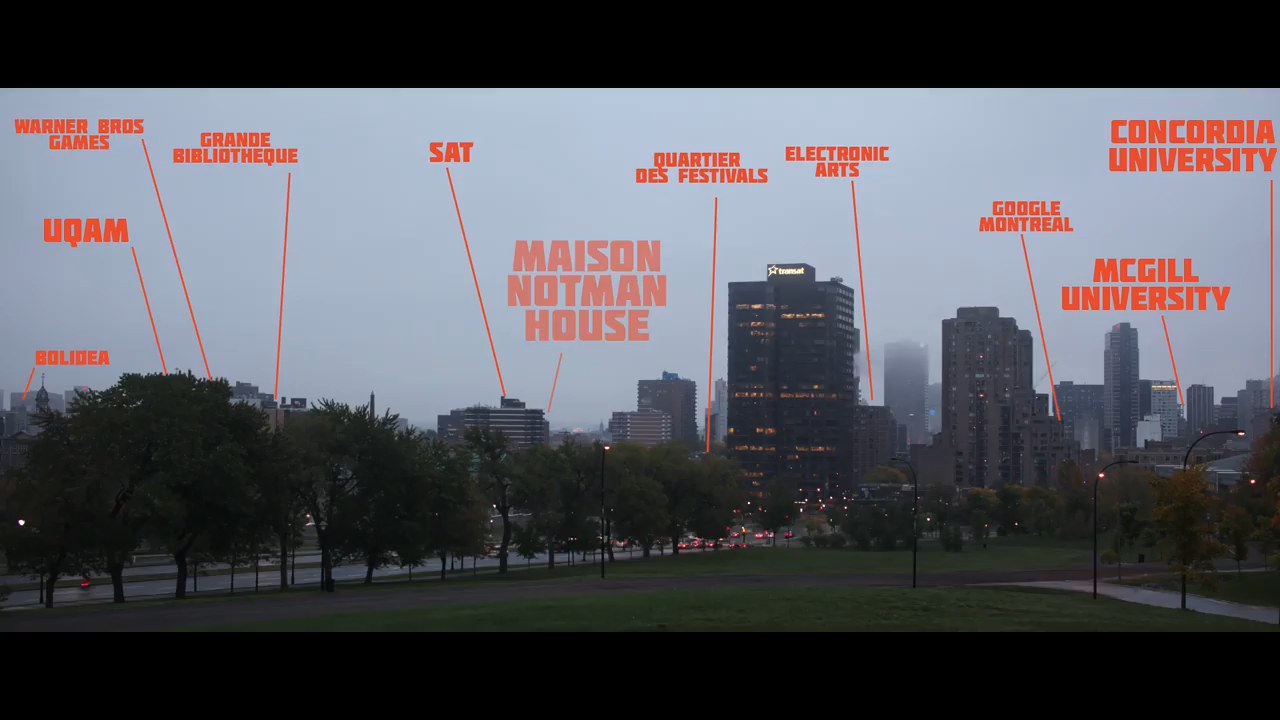 WARNER BROS
GAMES
GRANDE
BIBLIOTHEQUE
SAT
QUARTIER
DES FESTIVALS
ELECTRONIC
ARTS
CONCORDIA
UNIVERSITY
UQAM
MAISON
NOTMAN
HOUSE
GOOGLE
MONTREAL
MCGILL
UNIVERSITY
transat
BOLIDEA